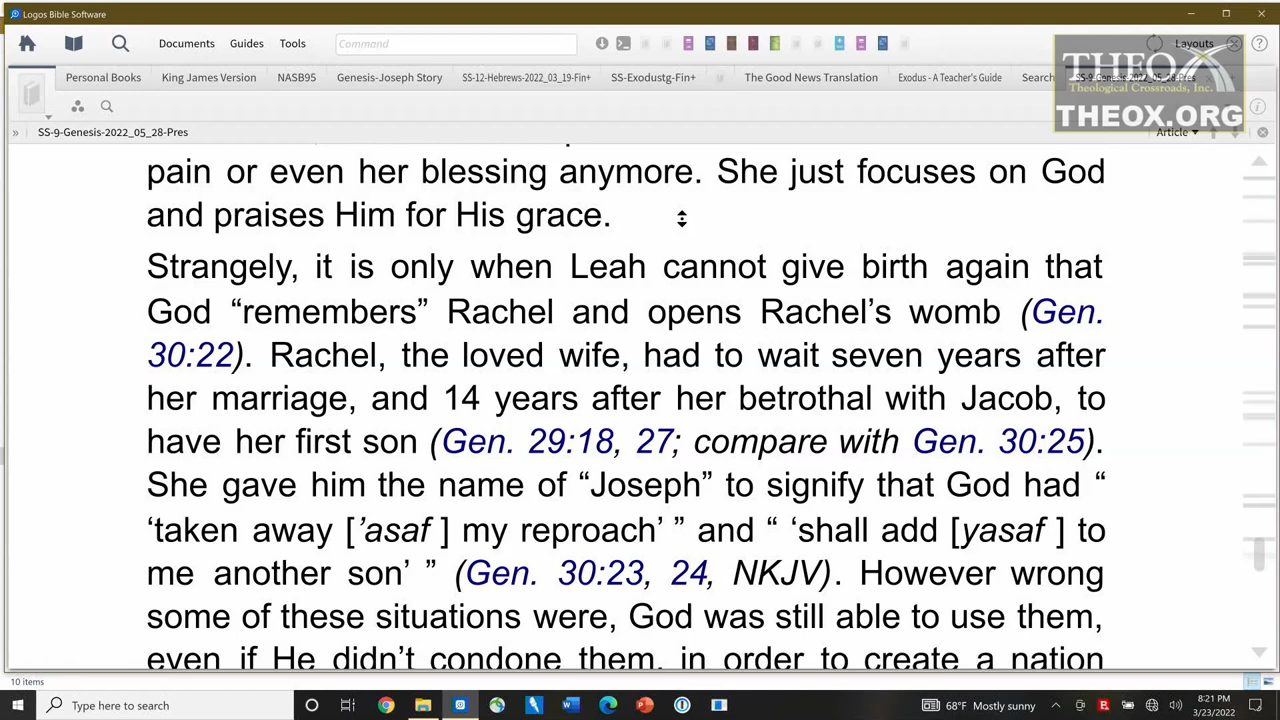 Logos Bible Software
Documents Guides Tools Command Layouts
Personal Books King James Version NASB95 Genesis-Joseph-Story SS-12-Hebrews-2022_03_19-Fin+ SS-Exodustg-Fin+ The Good News Translation Exodus - A Teacher's Guide Search SS-9-Genesis-2022_05_28-Pres
THEOX
Theological Crossroads, Inc.
THEOX.ORG
SS-9-Genesis-2022_05_28-Pres Article
pain or even her blessing anymore. She just focuses on God
and praises Him for His grace.
Strangely, it is only when Leah cannot give birth again that
God “remembers” Rachel and opens Rachel’s womb (Gen.
30:22). Rachel, the loved wife, had to wait seven years after
her marriage, and 14 years after her betrothal with Jacob, to
have her first son (Gen. 29:18, 27; compare with Gen. 30:25).
She gave him the name of “Joseph” to signify that God had “
‘taken away [’asaf ] my reproach’ ” and “ ‘shall add [yasaf ] to
me another son’ ” (Gen. 30:23, 24, NKJV). However wrong
some of these situations were, God was still able to use them,
even if He didn’t condone them, in order to create a nation
10 items
Type here to search 68°F Mostly sunny 8:21 PM
3/23/2022